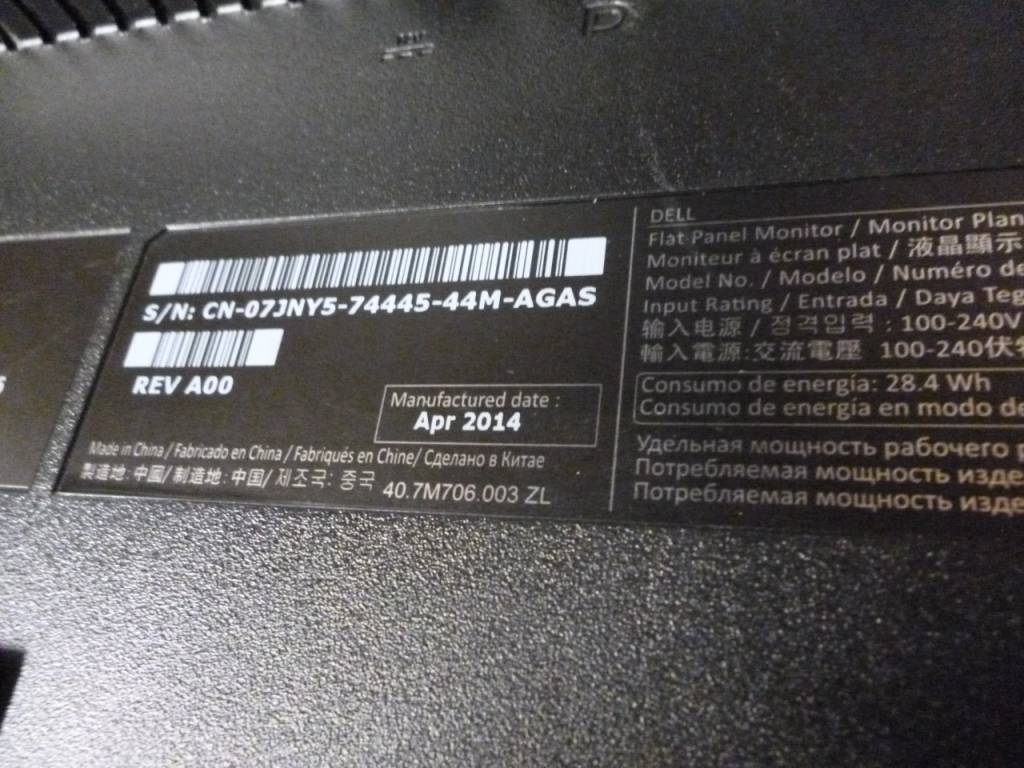 S/N: CN-07JNY5-74445-44M-AGAS
REV A00
Manufactured date :
Apr 2014
Made in China / Fabricado en China / Fabriqués en Chine/ Сделано в Китае
製造地: 中國/ 制造地: 中国/ 제조국: 중국
40.7M706.003 ZL
DELL
Flat Panel Monitor / Monitor Plan
Moniteur à écran plat / 液晶顯示
Model No. / Modelo / Numéro de
Input Rating / Entrada / Daya Teg
输入电源 / 정격입력 : 100-240V
輸入電源:交流電壓 100-240伏特
Consumo de energía: 28.4 Wh
Consumo de energía en modo de
Удельная мощность рабочего р
Потребляемая мощность изде
Потребляемая мощность изде